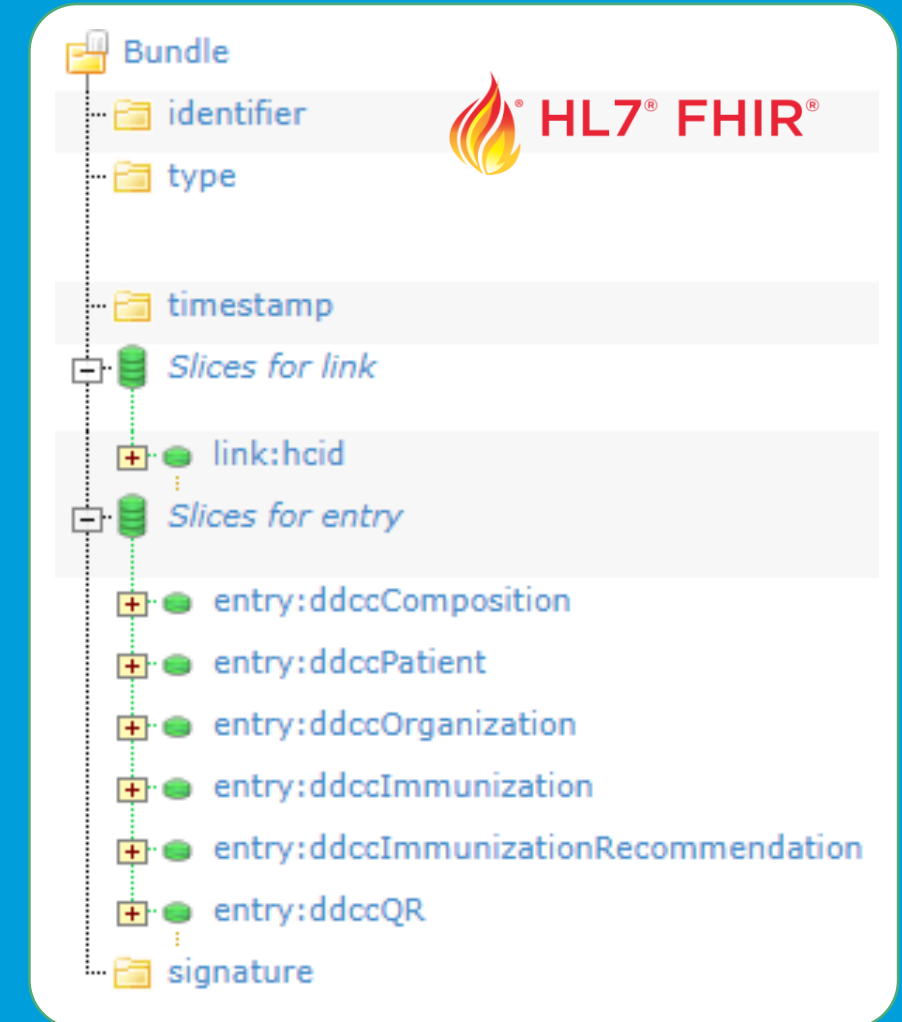 Bundle
identifier
HL7® FHIR®
type
timestamp
Slices for link
link:hcid
Slices for entry
entry:ddccComposition
entry:ddccPatient
entry:ddccOrganization
entry:ddccImmunization
entry:ddccImmunizationRecommendation
entry:ddccQR
signature